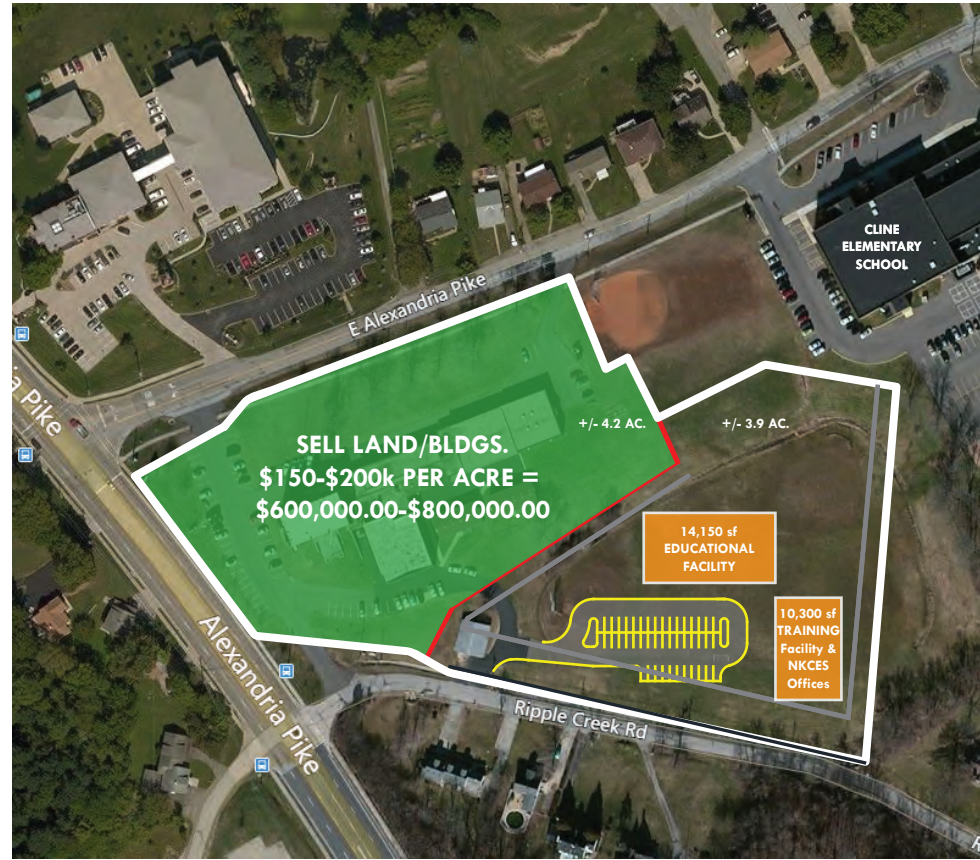 CLINE
ELEMENTARY
SCHOOL
E Alexandria Pike
a Pike
+/- 4.2 AC.
+/- 3.9 AC.
SELL LAND/BLDGS.
$150-$200k PER ACRE =
$600,000.00-$800,000.00
14,150 sf
EDUCATIONAL
FACILITY
10,300 sf
TRAINING
Facility &
NKCES
Offices
Alexandria Pike
Ripple Creek Rd